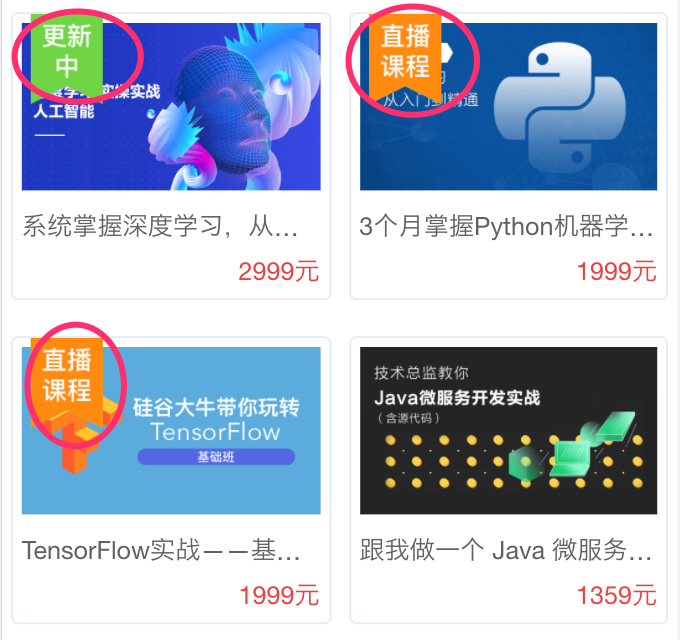 更新
中
实操实战
人工智能
系统掌握深度学习，从...
2999元
直播
课程
从入门到精通
3个月掌握Python机器学...
1999元
直播
课程
硅谷大牛带你玩转
TensorFlow
基础班
TensorFlow实战——基...
1999元
技术总监教你
Java微服务开发实战
（含源代码）
跟我做一个 Java 微服务...
1359元